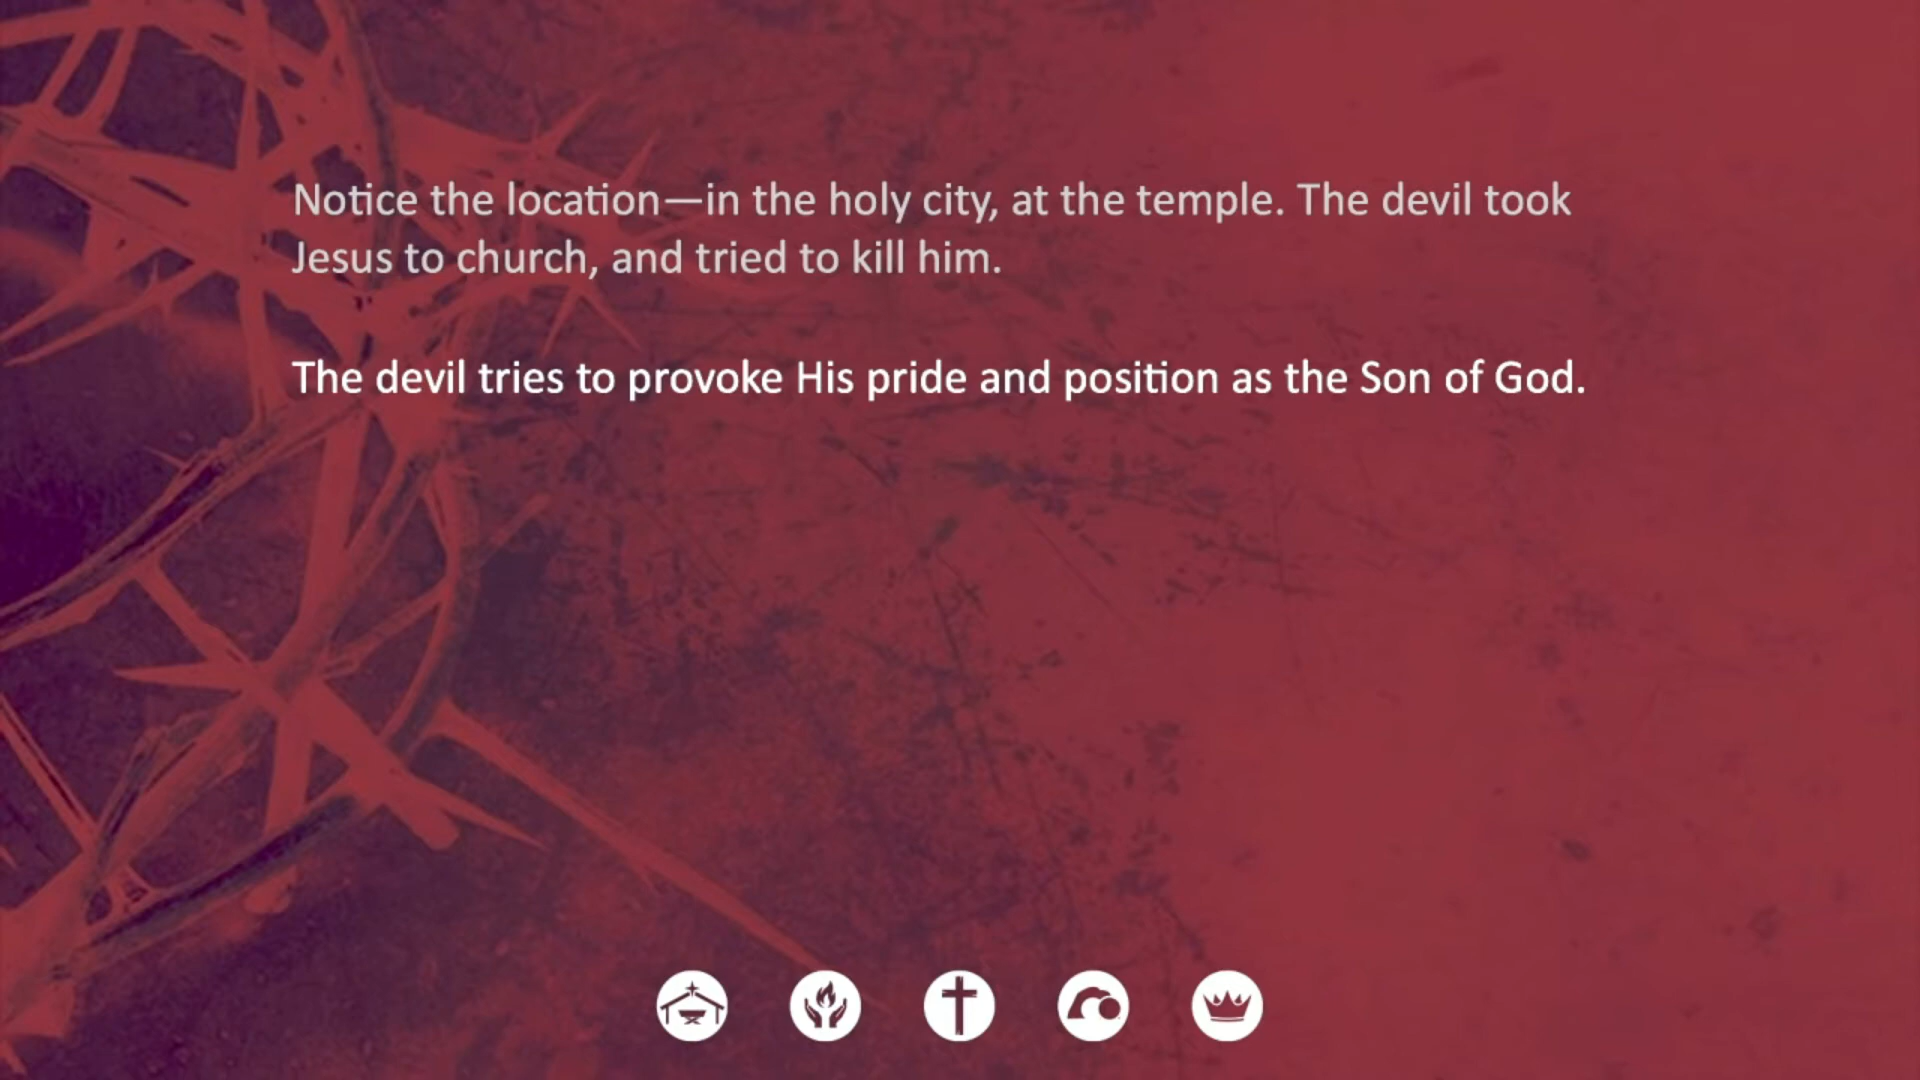 Notice the location—in the holy city, at the temple. The devil took
Jesus to church, and tried to kill him.
The devil tries to provoke His pride and position as the Son of God.